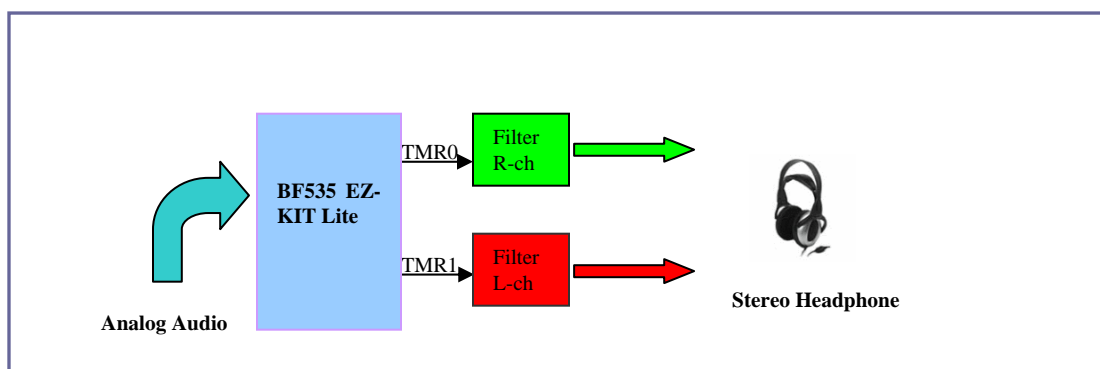 TMR0
Filter
R-ch
BF535 EZ-
KIT Lite
TMR1
Filter
L-ch
Stereo Headphone
Analog Audio